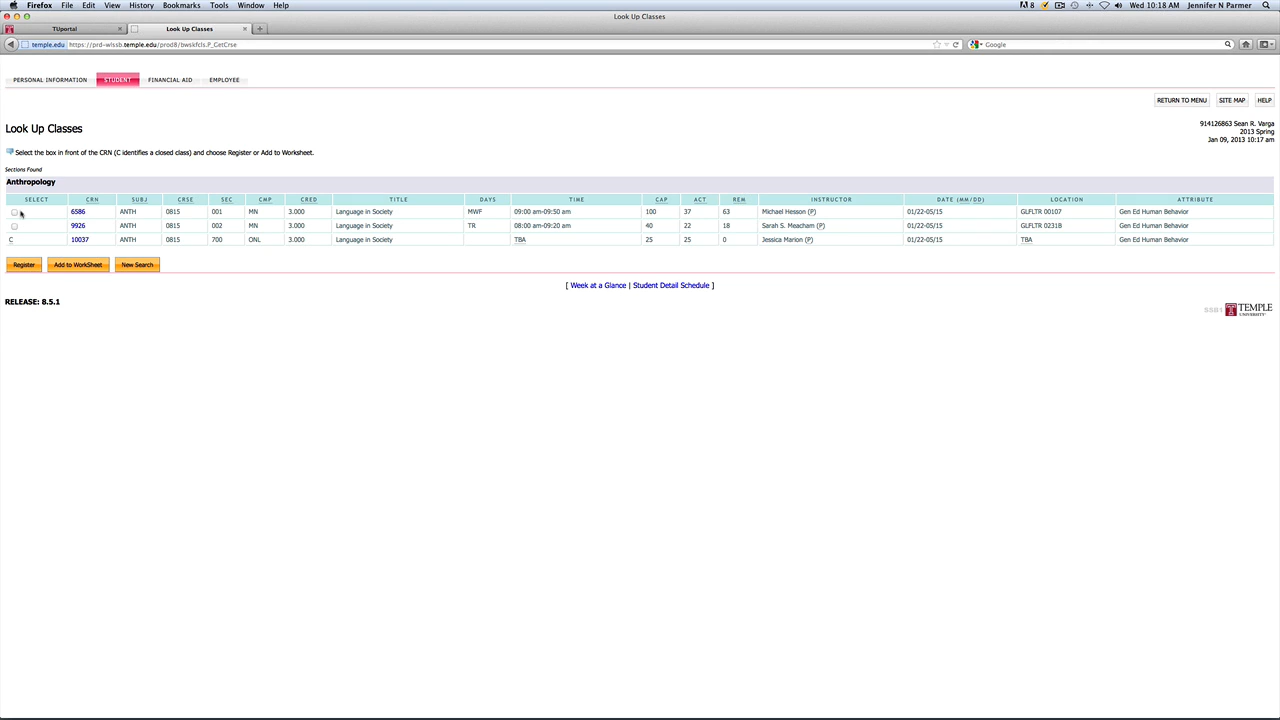 Firefox File Edit View History Bookmarks Tools Window Help 8 Wed 10:18 AM Jennifer N Parmer
Look Up Classes
TUportal × Look Up Classes × +
temple.edu https://prd-wlssb.temple.edu/prod8/bwskfcls.P_GetCrse Google
PERSONAL INFORMATION STUDENT FINANCIAL AID EMPLOYEE
RETURN TO MENU SITE MAP HELP
Look Up Classes
914126863 Sean R. Varga
2013 Spring
Jan 09, 2013 10:17 am
Select the box in front of the CRN (C identifies a closed class) and choose Register or Add to Worksheet.
Sections Found
Anthropology
SELECT CRN SUBJ CRSE SEC CMP CRED TITLE DAYS TIME CAP ACT REM INSTRUCTOR DATE (MM/DD) LOCATION ATTRIBUTE
6586 ANTH 0815 001 MN 3.000 Language in Society MWF 09:00 am-09:50 am 100 37 63 Michael Hesson (P) 01/22-05/15 GLFLTR 00107 Gen Ed Human Behavior
9926 ANTH 0815 002 MN 3.000 Language in Society TR 08:00 am-09:20 am 40 22 18 Sarah S. Meacham (P) 01/22-05/15 GLFLTR 0231B Gen Ed Human Behavior
C 10037 ANTH 0815 700 ONL 3.000 Language in Society TBA 25 25 0 Jessica Marion (P) 01/22-05/15 TBA Gen Ed Human Behavior
Register Add to WorkSheet New Search
[ Week at a Glance | Student Detail Schedule ]
RELEASE: 8.5.1
SSB1 TEMPLE
UNIVERSITY